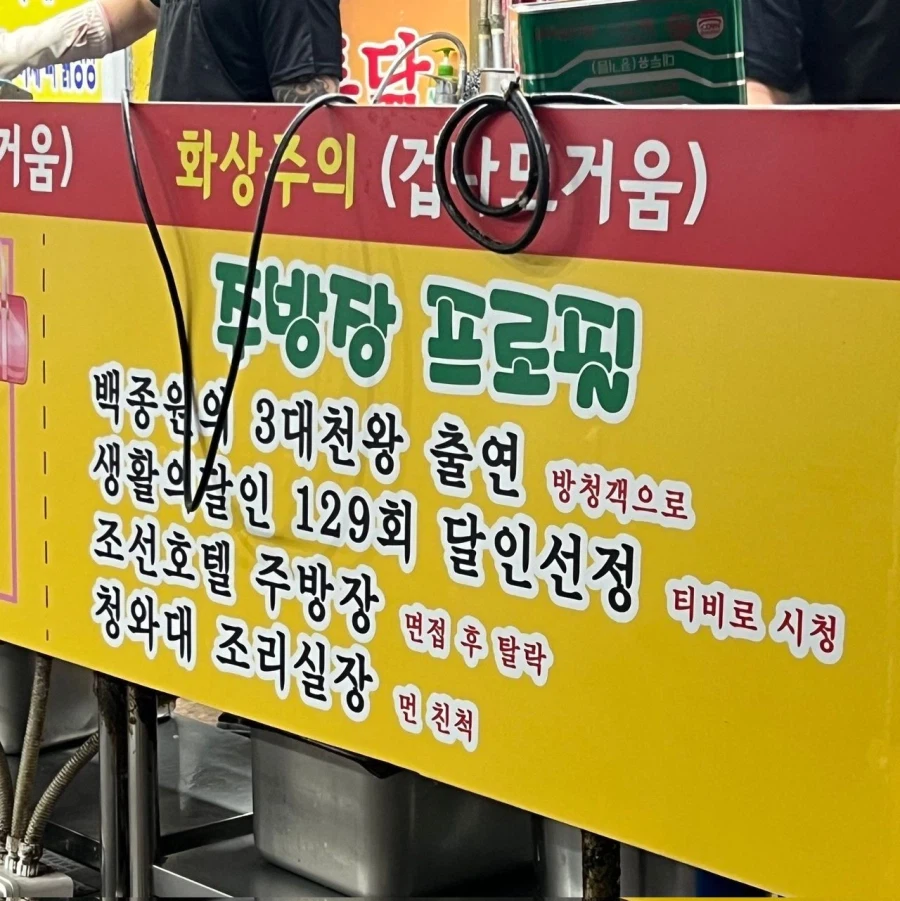 거움)
화상주의 (겁나뜨거움)
주방장 프로필
백종원의 3대천왕 출연 방청객으로
생활의달인 129회 달인선정 티비로 시청
조선호텔 주방장 면접 후 탈락
청와대 조리실장 먼 친척